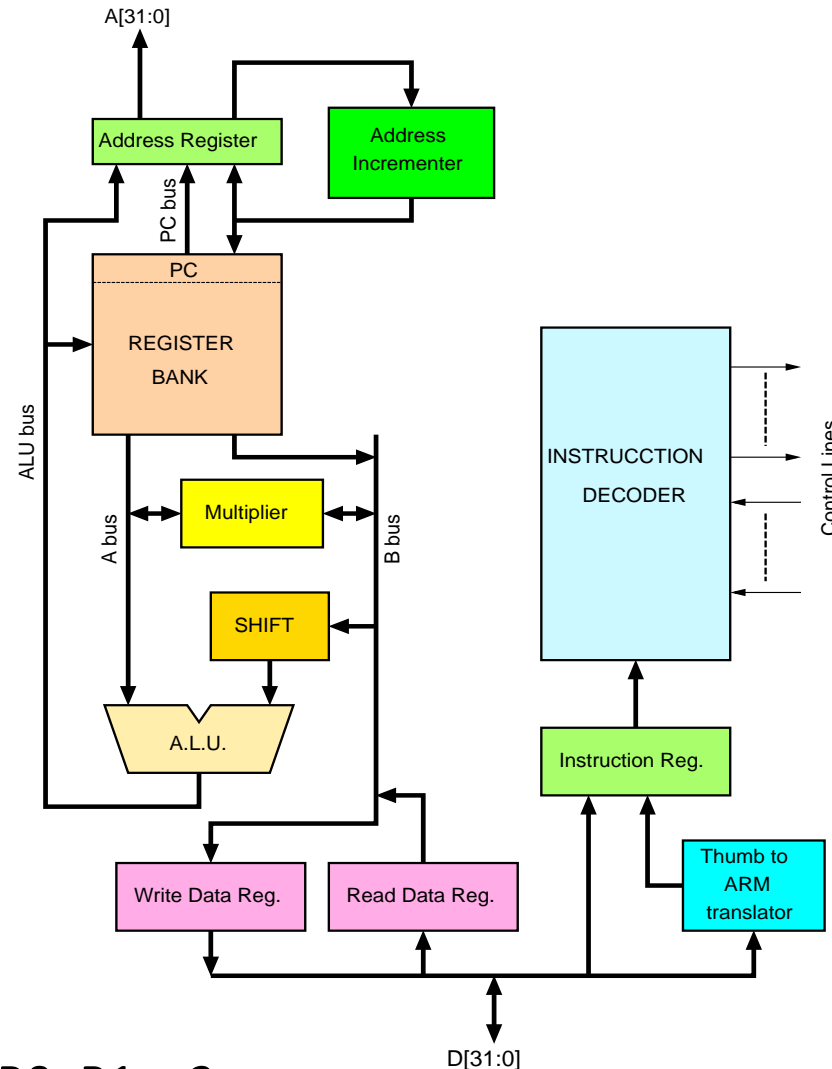 A[31:0]
Address Register
Address
Incrementer
PC bus
PC
REGISTER
BANK
ALU bus
A bus
Multiplier
B bus
SHIFT
A.L.U.
Write Data Reg.
Read Data Reg.
INSTRUCCTION
DECODER
Control Lines
Instruction Reg.
Thumb to
ARM
translator
D[31:0]